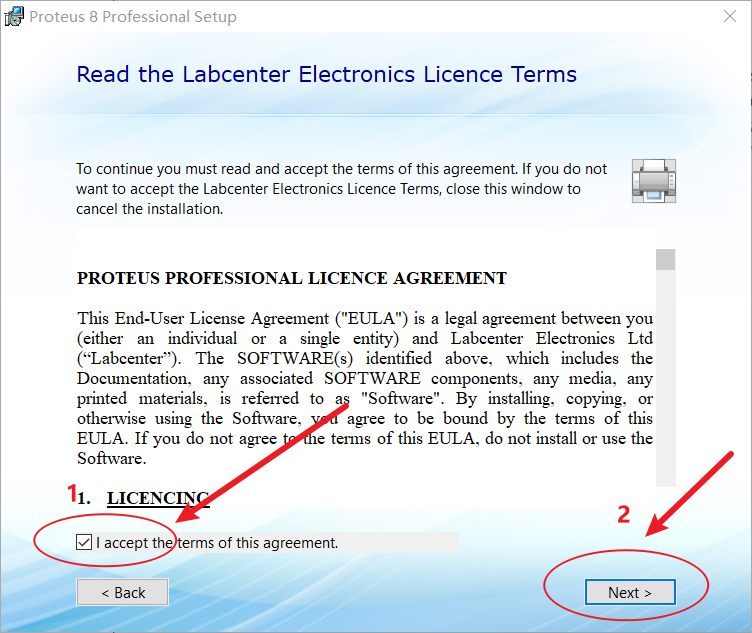 Proteus 8 Professional Setup
Read the Labcenter Electronics Licence Terms
To continue you must read and accept the terms of this agreement. If you do not
want to accept the Labcenter Electronics Licence Terms, close this window to
cancel the installation.
PROTEUS PROFESSIONAL LICENCE AGREEMENT
This End-User License Agreement ("EULA") is a legal agreement between you
(either an individual or a single entity) and Labcenter Electronics Ltd
(“Labcenter”). The SOFTWARE(s) identified above, which includes the
Documentation, any associated SOFTWARE components, any media, any
printed materials, is referred to as "Software". By installing, copying, or
otherwise using the Software, you agree to be bound by the terms of this
EULA. If you do not agree to the terms of this EULA, do not install or use the
Software.
1
1. LICENCING
2
I accept the terms of this agreement.
< Back
Next >